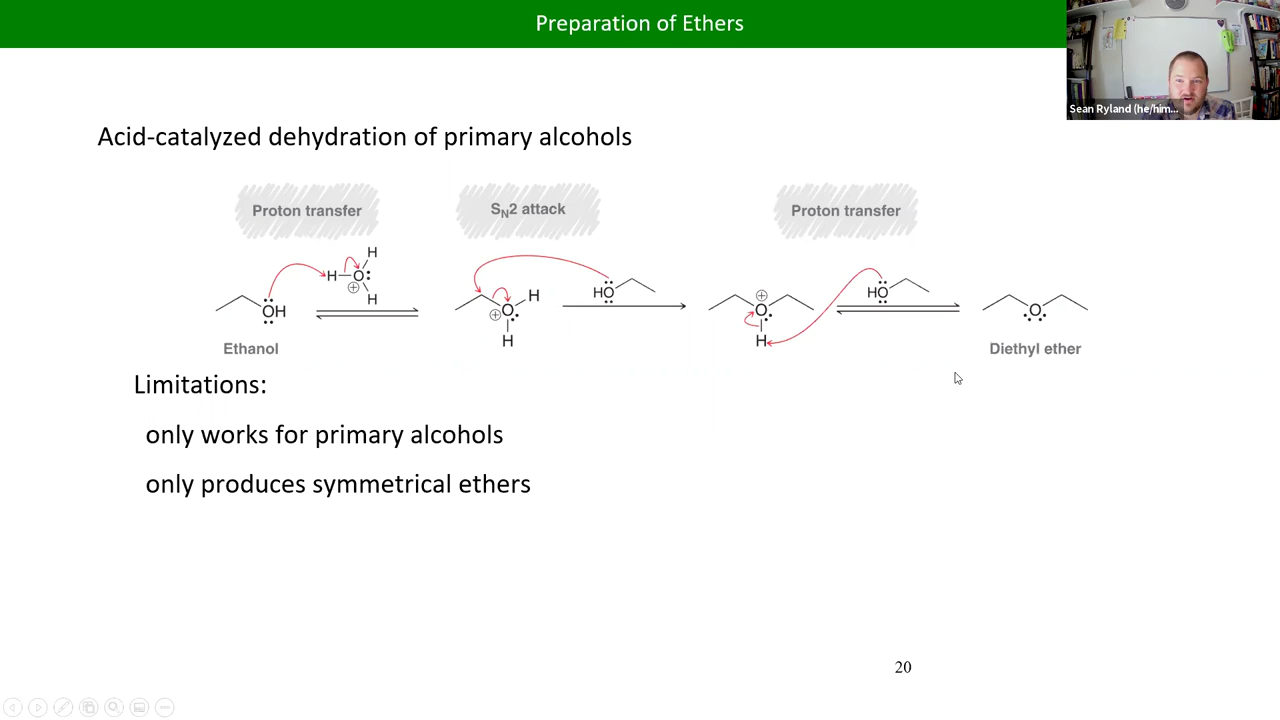 Preparation of Ethers
Sean Ryland (he/him...
Acid-catalyzed dehydration of primary alcohols
Proton transfer
SN2 attack
Proton transfer
H
H–O:
⊕
H
OH
Ethanol
H
⊕ O
H
HO
⊕
O
H
HO
O
Diethyl ether
Limitations:
only works for primary alcohols
only produces symmetrical ethers
20